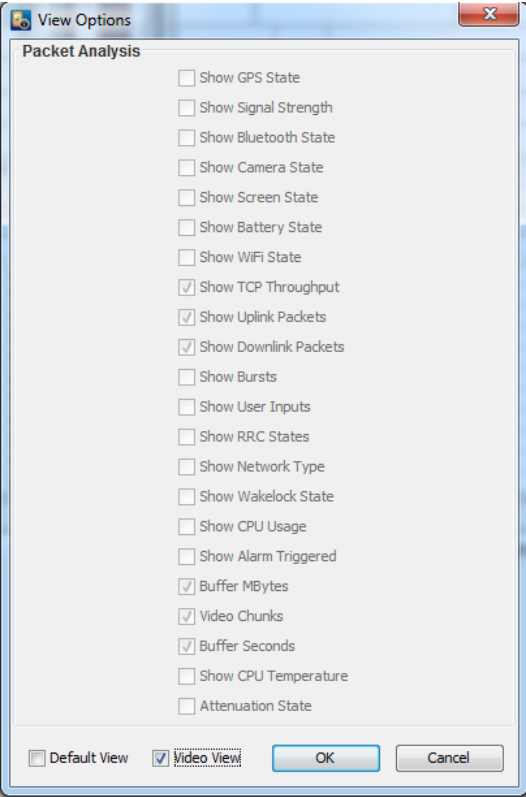 View Options
Packet Analysis
Show GPS State
Show Signal Strength
Show Bluetooth State
Show Camera State
Show Screen State
Show Battery State
Show WiFi State
Show TCP Throughput
Show Uplink Packets
Show Downlink Packets
Show Bursts
Show User Inputs
Show RRC States
Show Network Type
Show Wakelock State
Show CPU Usage
Show Alarm Triggered
Buffer MBytes
Video Chunks
Buffer Seconds
Show CPU Temperature
Attenuation State
Default View Video View OK Cancel